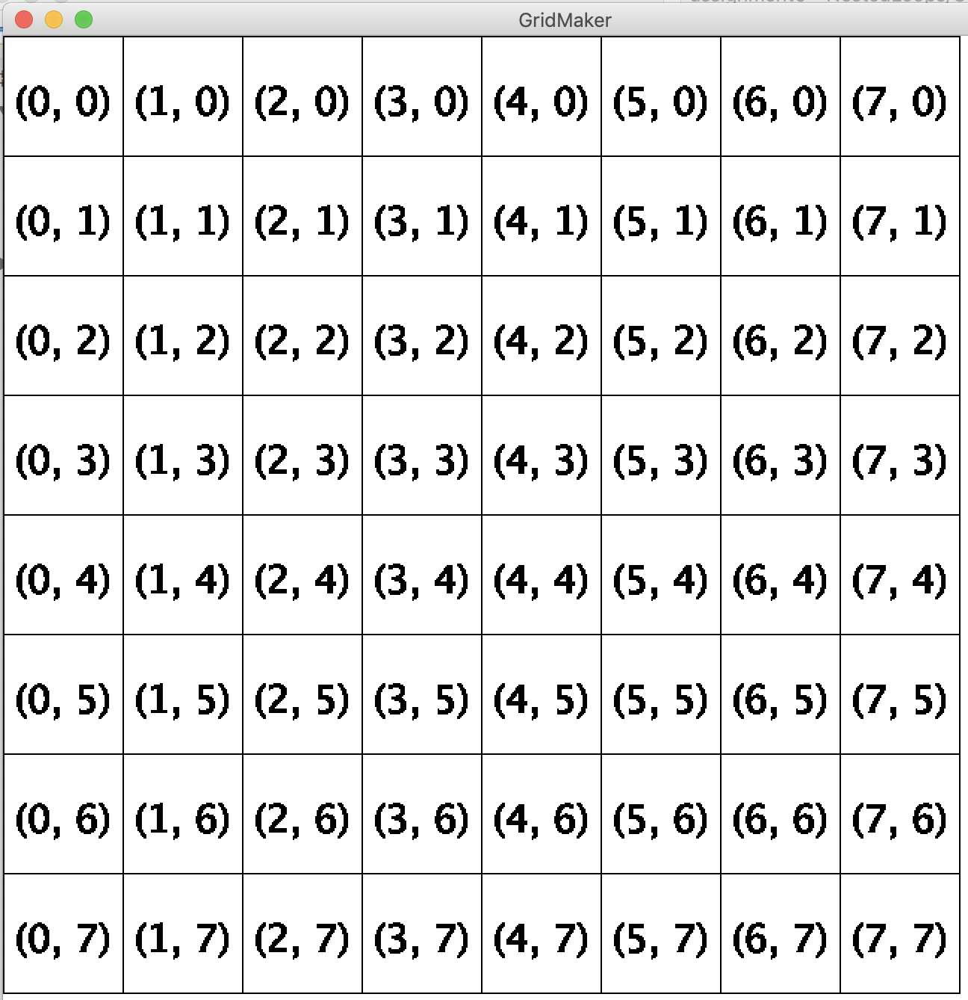 GridMaker
(0, 0) (1, 0) (2, 0) (3, 0) (4, 0) (5, 0) (6, 0) (7, 0)
(0, 1) (1, 1) (2, 1) (3, 1) (4, 1) (5, 1) (6, 1) (7, 1)
(0, 2) (1, 2) (2, 2) (3, 2) (4, 2) (5, 2) (6, 2) (7, 2)
(0, 3) (1, 3) (2, 3) (3, 3) (4, 3) (5, 3) (6, 3) (7, 3)
(0, 4) (1, 4) (2, 4) (3, 4) (4, 4) (5, 4) (6, 4) (7, 4)
(0, 5) (1, 5) (2, 5) (3, 5) (4, 5) (5, 5) (6, 5) (7, 5)
(0, 6) (1, 6) (2, 6) (3, 6) (4, 6) (5, 6) (6, 6) (7, 6)
(0, 7) (1, 7) (2, 7) (3, 7) (4, 7) (5, 7) (6, 7) (7, 7)